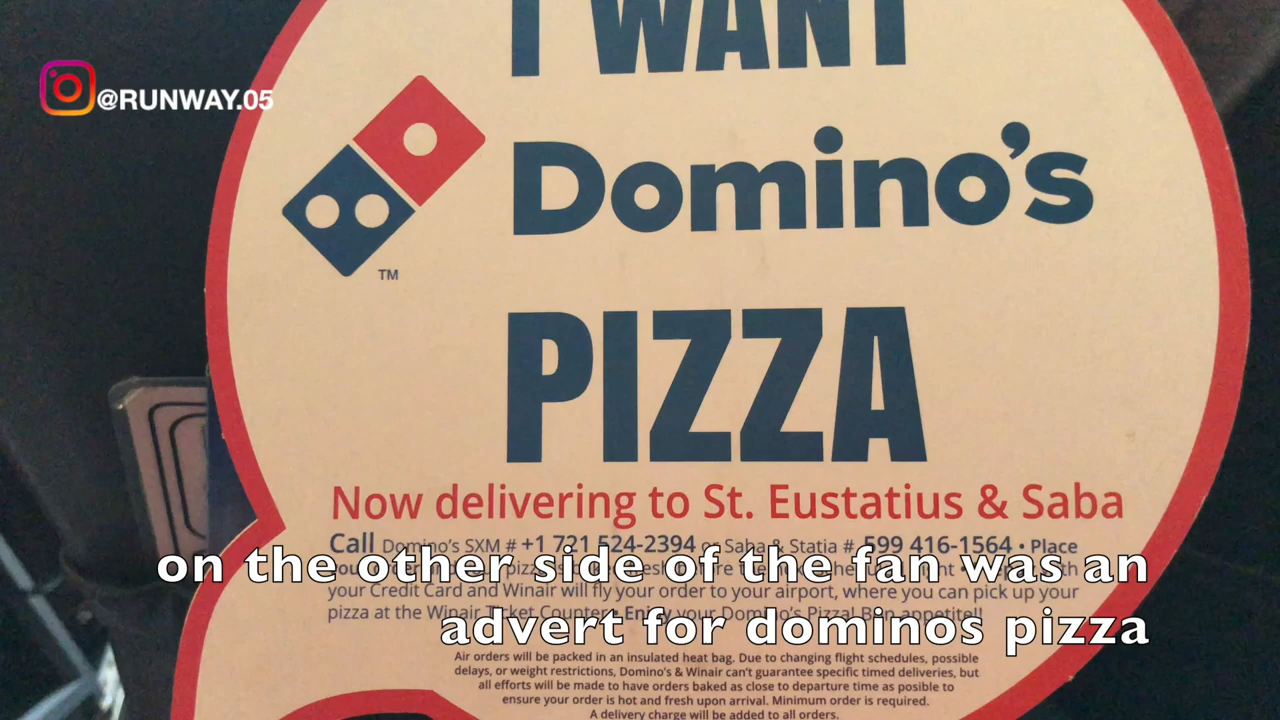 I WANT
@RUNWAY.05
Domino's
TM
PIZZA
Now delivering to St. Eustatius & Saba
Call Domino's SXM # +1 721 524-2394 or Saba & Statia # 599 416-1564 • Place
on the other side of the fan was an
your Credit Card and Winair will fly your order to your airport, where you can pick up your
pizza at the Winair Ticket Counter • Enjoy your Domino's Pizza! Bon appetite!!
advert for dominos pizza
Air orders will be packed in an insulated heat bag. Due to changing flight schedules, possible
delays, or weight restrictions, Domino's & Winair can't guarantee specific timed deliveries, but
all efforts will be made to have orders baked as close to departure time as posible to
ensure your order is hot and fresh upon arrival. Minimum order is required.
A delivery charge will be added to all orders.